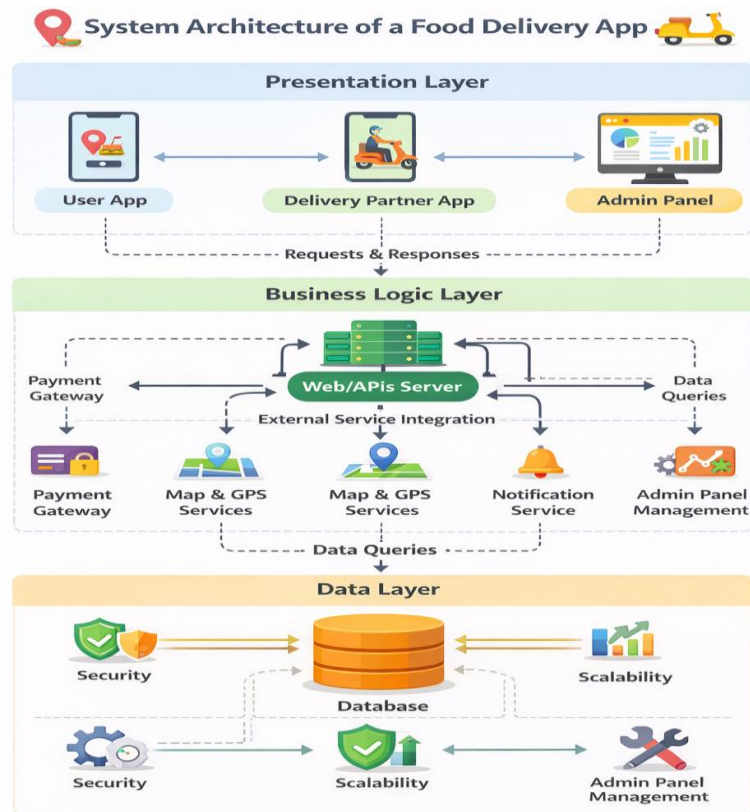 System Architecture of a Food Delivery App
Presentation Layer
User App
Delivery Partner App
Admin Panel
Requests & Responses
Business Logic Layer
Web/APIs Server
Payment
Gateway
Data
Queries
External Service Integration
Payment
Gateway
Map & GPS
Services
Map & GPS
Services
Notification
Service
Admin Panel
Management
Data Queries
Data Layer
Security
Database
Scalability
Security
Scalability
Admin Panel
Management